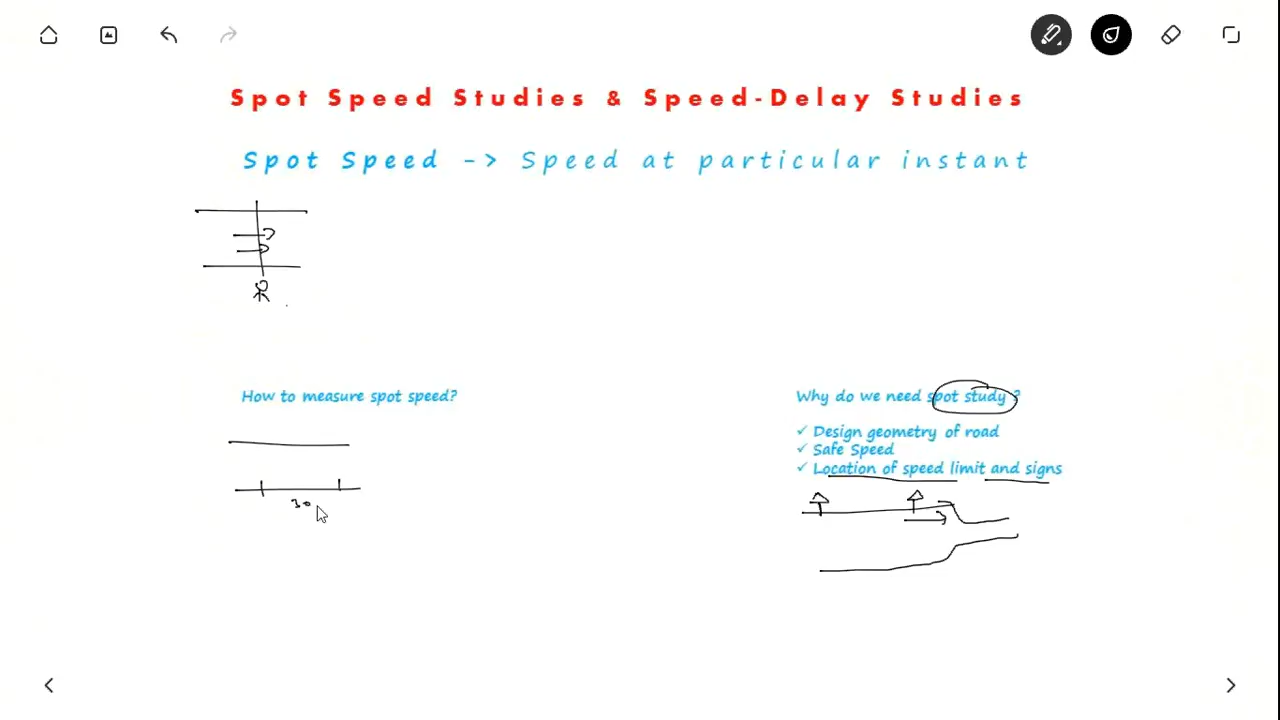 Spot Speed Studies & Speed-Delay Studies
Spot Speed -> Speed at particular instant
How to measure spot speed?
30
Why do we need spot study ?
✓ Design geometry of road
✓ Safe Speed
✓ Location of speed limit and signs